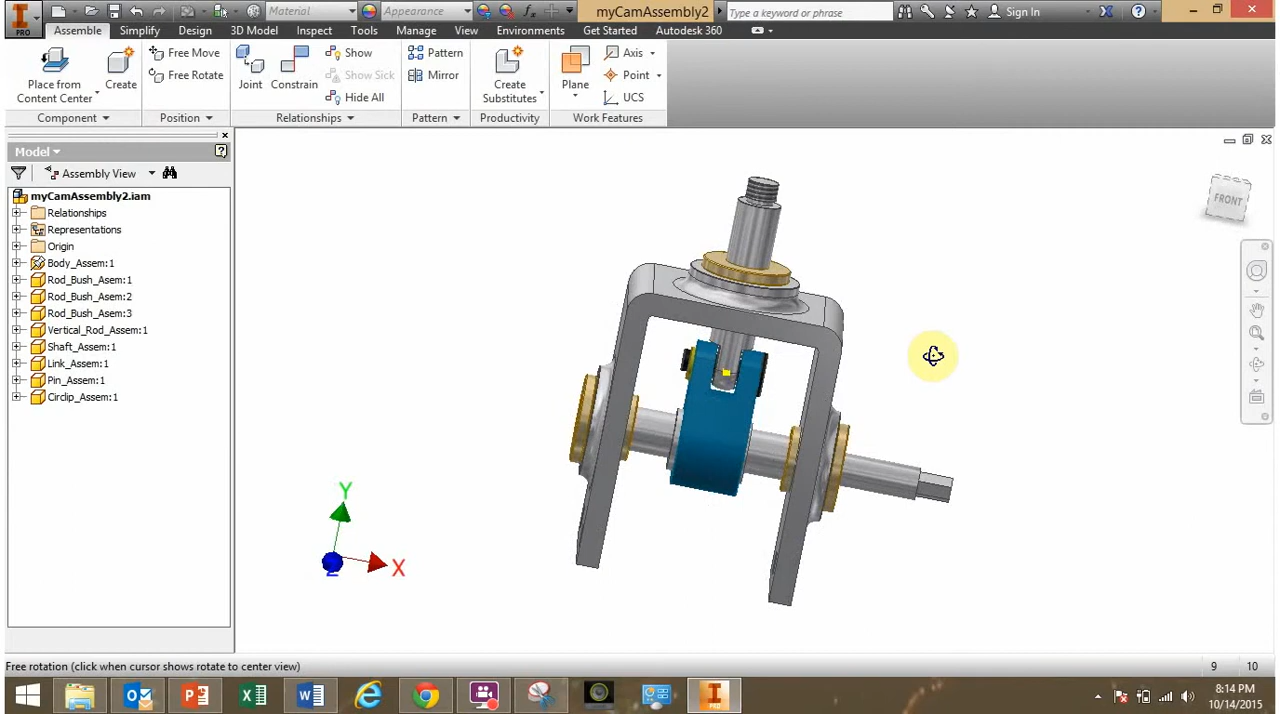 Material
Appearance
myCamAssembly2
Type a keyword or phrase
Sign In
PRO
Assemble Simplify Design 3D Model Inspect Tools Manage View Environments Get Started Autodesk 360
Place from
Content Center
Create
Free Move
Free Rotate
Joint
Constrain
Show
Show Sick
Hide All
Pattern
Mirror
Create
Substitutes
Plane
Axis
Point
UCS
Component
Position
Relationships
Pattern
Productivity
Work Features
Model
Assembly View
myCamAssembly2.iam
Relationships
Representations
Origin
Body_Assem:1
Rod_Bush_Asem:1
Rod_Bush_Asem:2
Rod_Bush_Asem:3
Vertical_Rod_Assem:1
Shaft_Assem:1
Link_Assem:1
Pin_Assem:1
Circlip_Assem:1
FRONT
Y
X
Z
Free rotation (click when cursor shows rotate to center view)
9 10
8:14 PM
10/14/2015